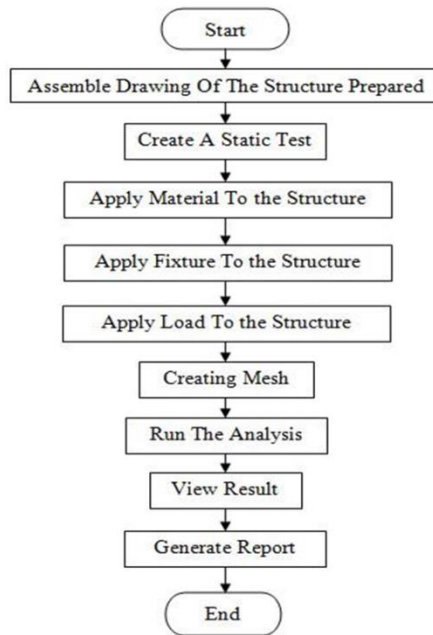 Start
Assemble Drawing Of The Structure Prepared
Create A Static Test
Apply Material To the Structure
Apply Fixture To the Structure
Apply Load To the Structure
Creating Mesh
Run The Analysis
View Result
Generate Report
End